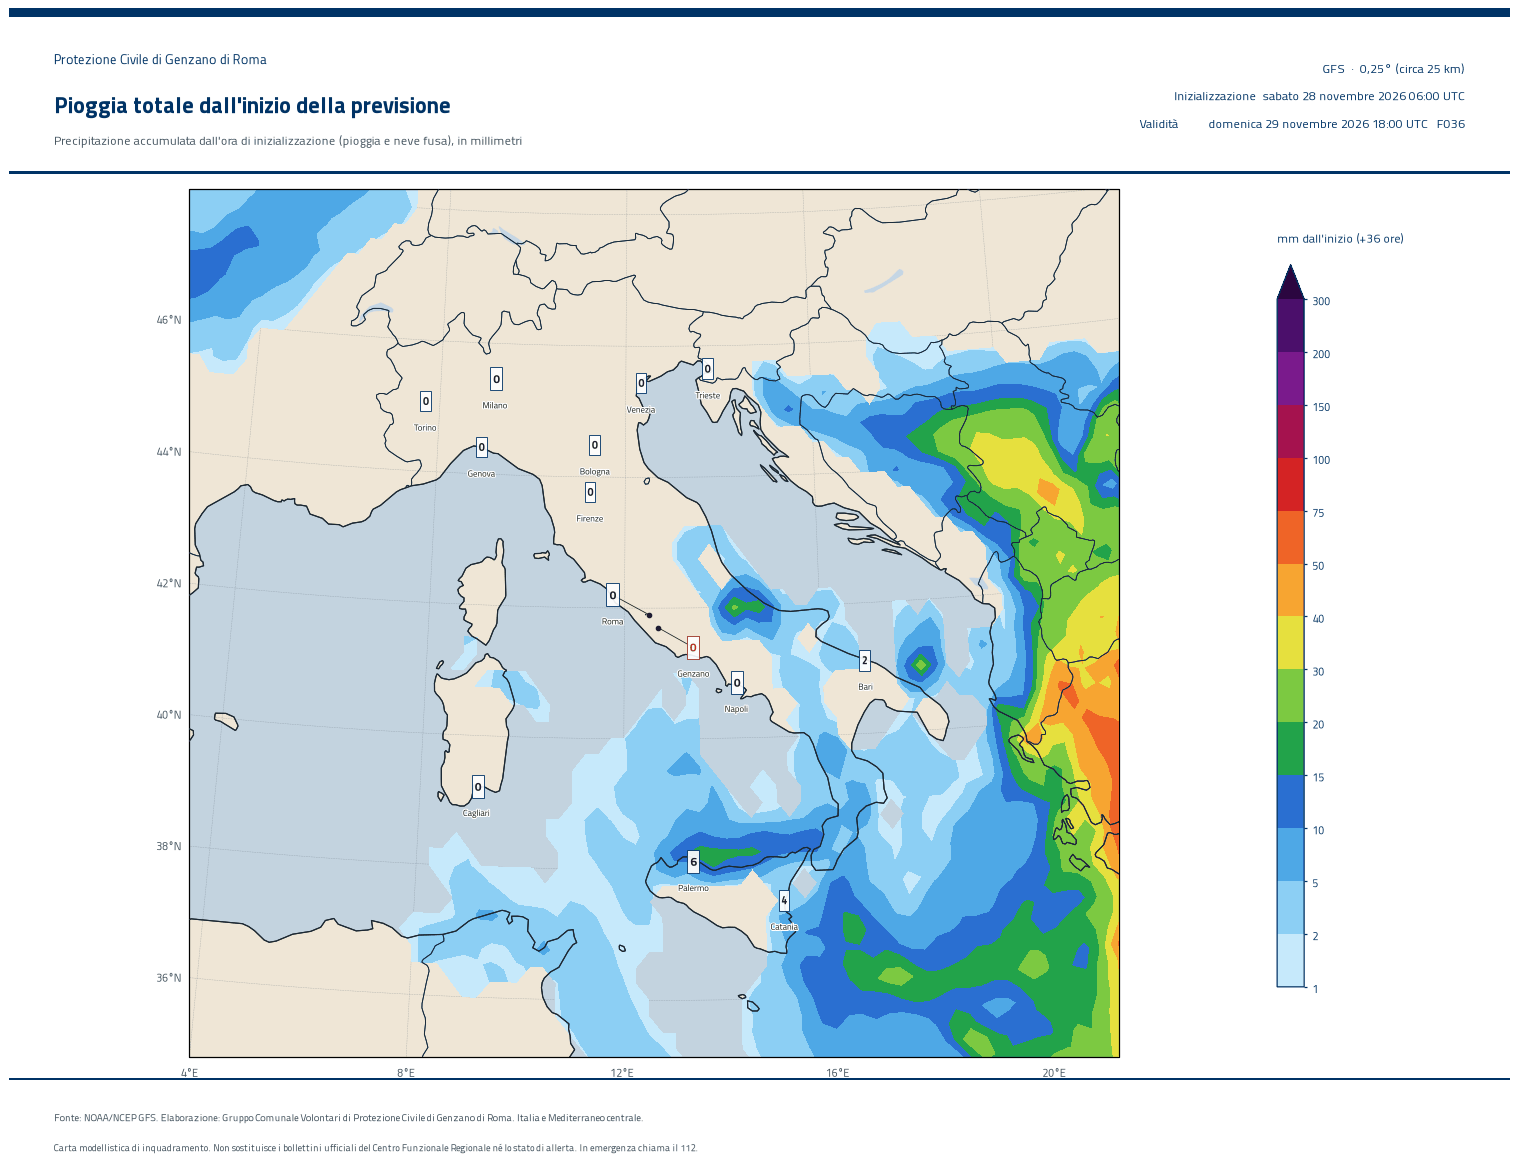 Protezione Civile di Genzano di Roma
Pioggia totale dall'inizio della previsione
Precipitazione accumulata dall'ora di inizializzazione (pioggia e neve fusa), in millimetri
GFS · 0,25° (circa 25 km)
Inizializzazione sabato 28 novembre 2026 06:00 UTC
Validità domenica 29 novembre 2026 18:00 UTC F036
mm dall'inizio (+36 ore)
300
200
150
100
75
50
40
30
20
15
10
5
2
1
46°N
44°N
42°N
40°N
38°N
36°N
4°E
8°E
12°E
16°E
20°E
0
Trieste
0
Milano
0
Venezia
0
Torino
0
Genova
0
Bologna
0
Firenze
0
Roma
0
Genzano
2
Bari
0
Napoli
0
Cagliari
6
Palermo
4
Catania
Fonte: NOAA/NCEP GFS. Elaborazione: Gruppo Comunale Volontari di Protezione Civile di Genzano di Roma. Italia e Mediterraneo centrale.
Carta modellistica di inquadramento. Non sostituisce i bollettini ufficiali del Centro Funzionale Regionale né lo stato di allerta. In emergenza chiama il 112.